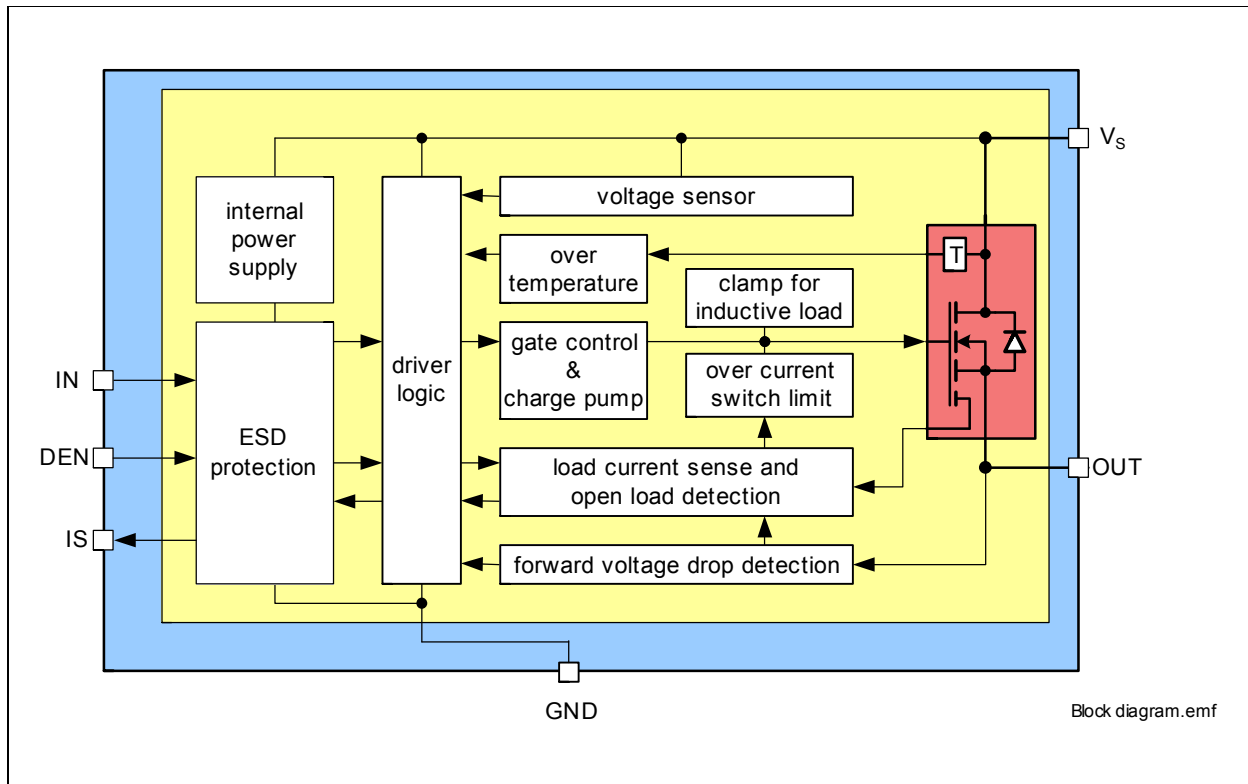 V_S
voltage sensor
internal
power
supply
over
temperature
T
clamp for
inductive load
gate control
&
charge pump
driver
logic
over current
switch limit
IN
ESD
protection
DEN
load current sense and
open load detection
OUT
IS
forward voltage drop detection
GND
Block diagram.emf